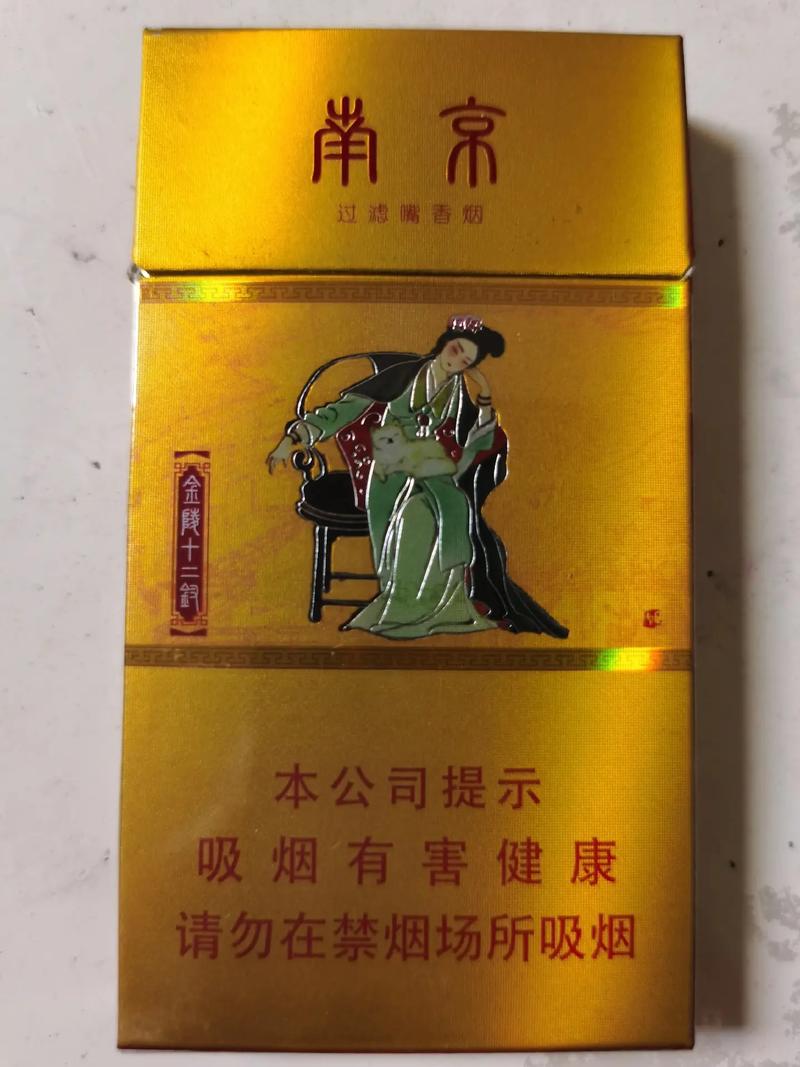 南京
过滤嘴香烟
金陵十二釵
本公司提示
吸烟有害健康
请勿在禁烟场所吸烟